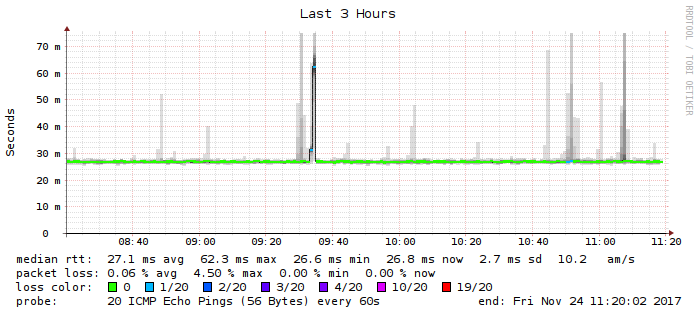 Last 3 Hours
RRDTOOL / TOBI OETIKER
Seconds
70 m
60 m
50 m
40 m
30 m
20 m
10 m
0
08:40 09:00 09:20 09:40 10:00 10:20 10:40 11:00 11:20
median rtt: 27.1 ms avg 62.3 ms max 26.6 ms min 26.8 ms now 2.7 ms sd 10.2 am/s
packet loss: 0.06 % avg 4.50 % max 0.00 % min 0.00 % now
loss color: 0 1/20 2/20 3/20 4/20 10/20 19/20
probe: 20 ICMP Echo Pings (56 Bytes) every 60s end: Fri Nov 24 11:20:02 2017